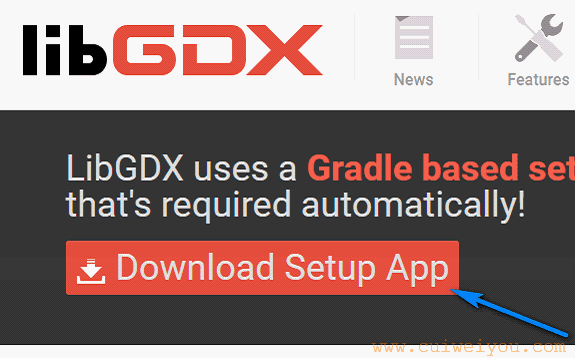 libGDX
News
Features
LibGDX uses a Gradle based set
that's required automatically!
Download Setup App
www.cuiweiyou.com